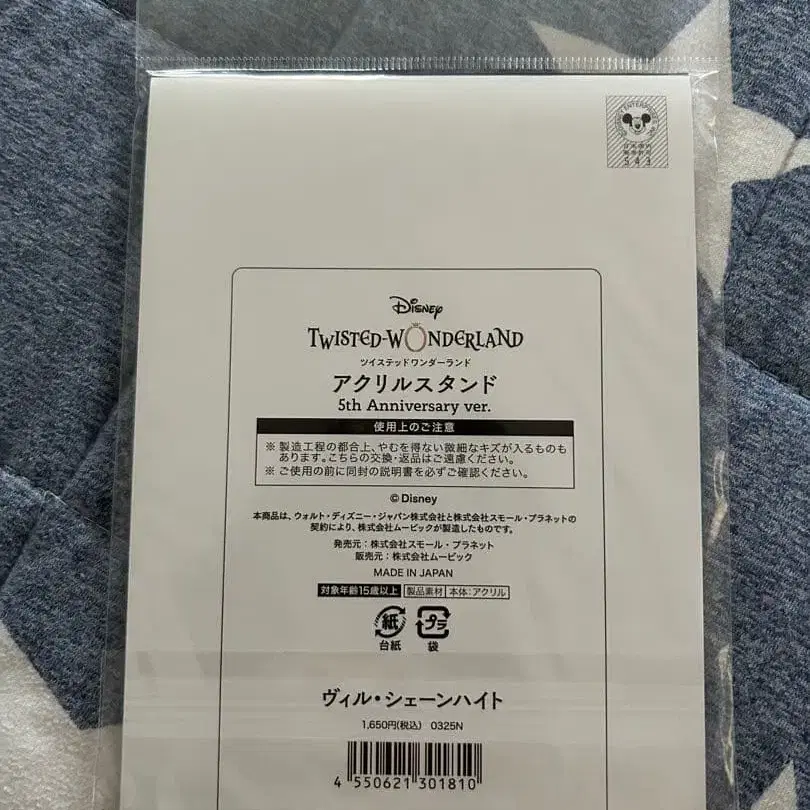 DISNEY ENTERPRISES
543
Disney
TWISTED-WONDERLAND
ツイステッドワンダーランド
アクリルスタンド
5th Anniversary ver.
使用上のご注意
※ 製造工程の都合上、やむを得ない微細なキズが入るものも
あります。こちらの交換・返品はご遠慮ください。
※ ご使用の前に同封の説明書を必ずご確認ください。
©Disney
本商品は、ウォルト・ディズニー・ジャパン株式会社と株式会社スモール・プラネットの
契約により、株式会社ムービックが製造したものです。
発売元：株式会社スモール・プラネット
販売元：株式会社ムービック
MADE IN JAPAN
対象年齢15歳以上 製品素材 本体：アクリル
紙 プラ
台紙 袋
ヴィル・シェーンハイト
1,650円(税込) 0325N
4 550621 301810